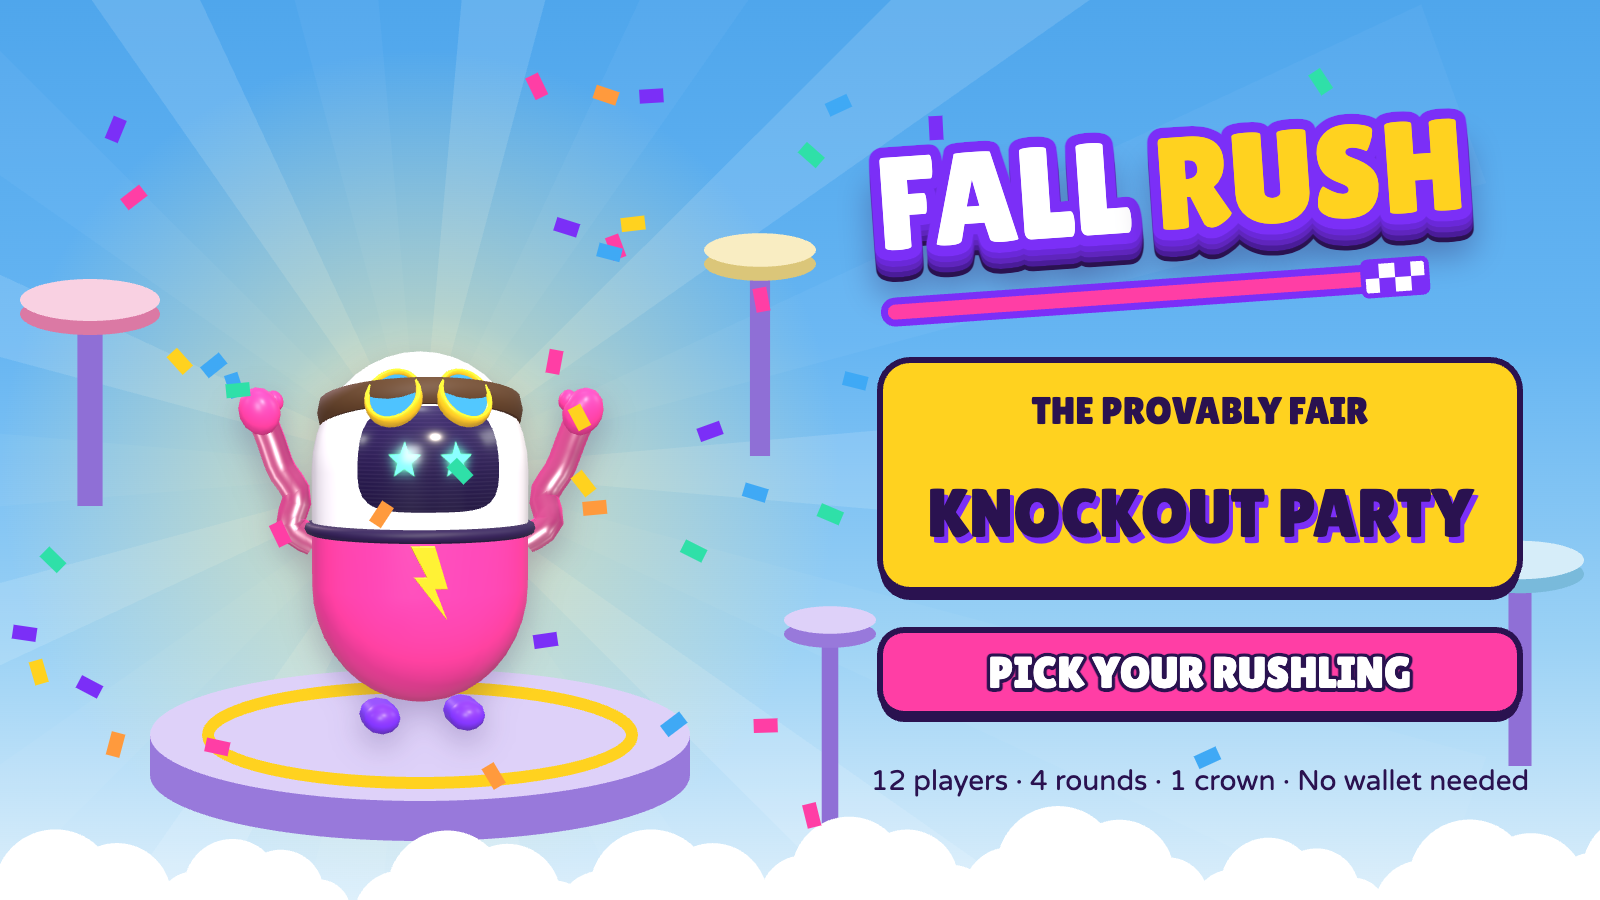 FALL RUSH
THE PROVABLY FAIR
KNOCKOUT PARTY
PICK YOUR RUSHLING
12 players · 4 rounds · 1 crown · No wallet needed